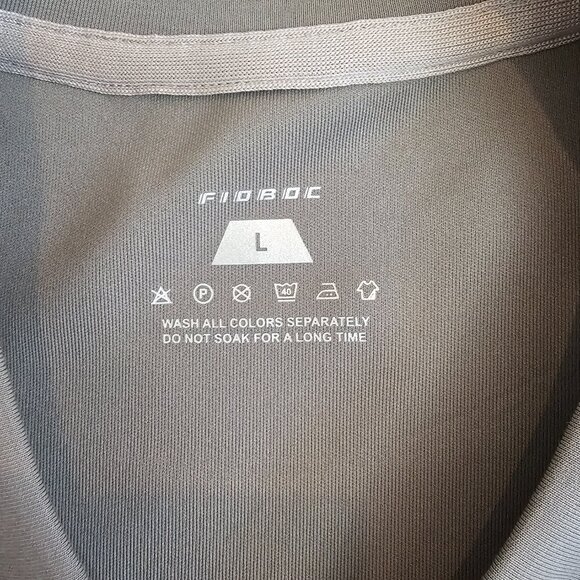 FIOBOC
L
P
40
WASH ALL COLORS SEPARATELY
DO NOT SOAK FOR A LONG TIME